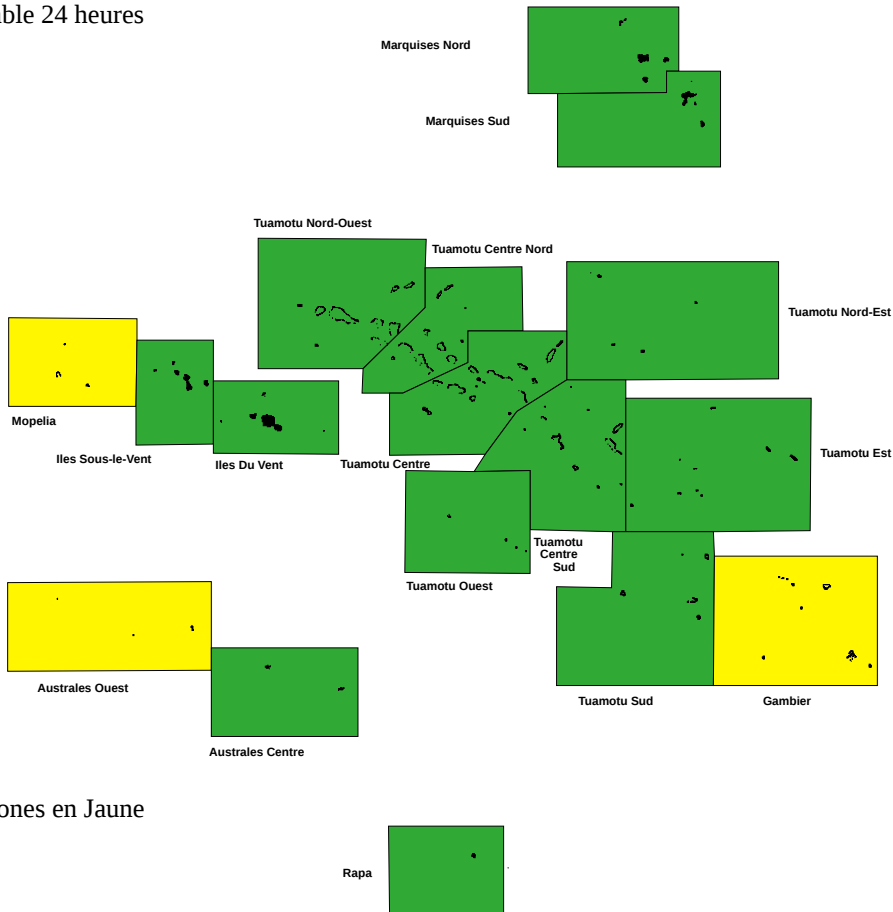 24 heures
Marquises Nord
Marquises Sud
Tuamotu Nord-Ouest
Tuamotu Centre Nord
Tuamotu Nord-Est
Mopelia
Iles Sous-le-Vent
Iles Du Vent
Tuamotu Centre
Tuamotu Est
Tuamotu
Centre
Sud
Tuamotu Ouest
Australes Ouest
Tuamotu Sud
Gambier
Australes Centre
en Jaune
Rapa